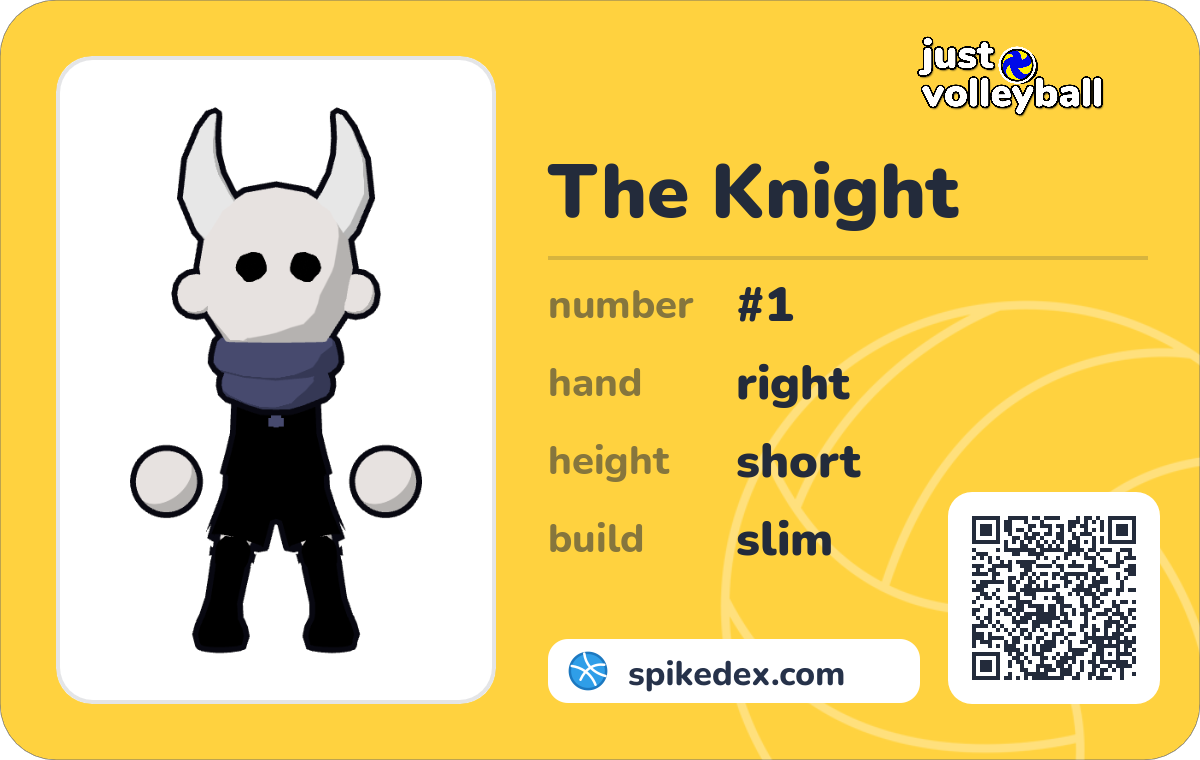 just
volleyball
The Knight
number #1
hand right
height short
build slim
spikedex.com